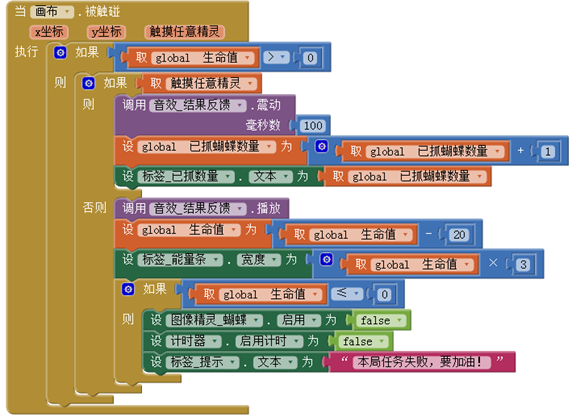 当 画布 . 被触碰
x坐标 y坐标 触摸任意精灵
执行 如果 取 global 生命值 > 0
则 如果 取 触摸任意精灵
则 调用 音效_结果反馈 . 震动
毫秒数 100
设 global 已抓蝴蝶数量 为 取 global 已抓蝴蝶数量 + 1
设 标签_已抓数量 . 文本 为 取 global 已抓蝴蝶数量
否则 调用 音效_结果反馈 . 播放
设 global 生命值 为 取 global 生命值 - 20
设 标签_能量条 . 宽度 为 取 global 生命值 × 3
如果 取 global 生命值 ≤ 0
则 设 图像精灵_蝴蝶 . 启用 为 false
设 计时器 . 启用计时 为 false
设 标签_提示 . 文本 为 “ 本局任务失败，要加油！ ”